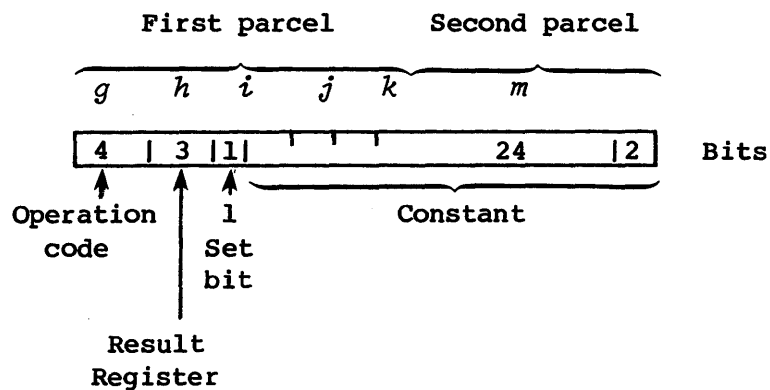 First parcel Second parcel
g h i j k m
4 3 1 24 2 Bits
Operation 1 Constant
code Set
bit
Result
Register